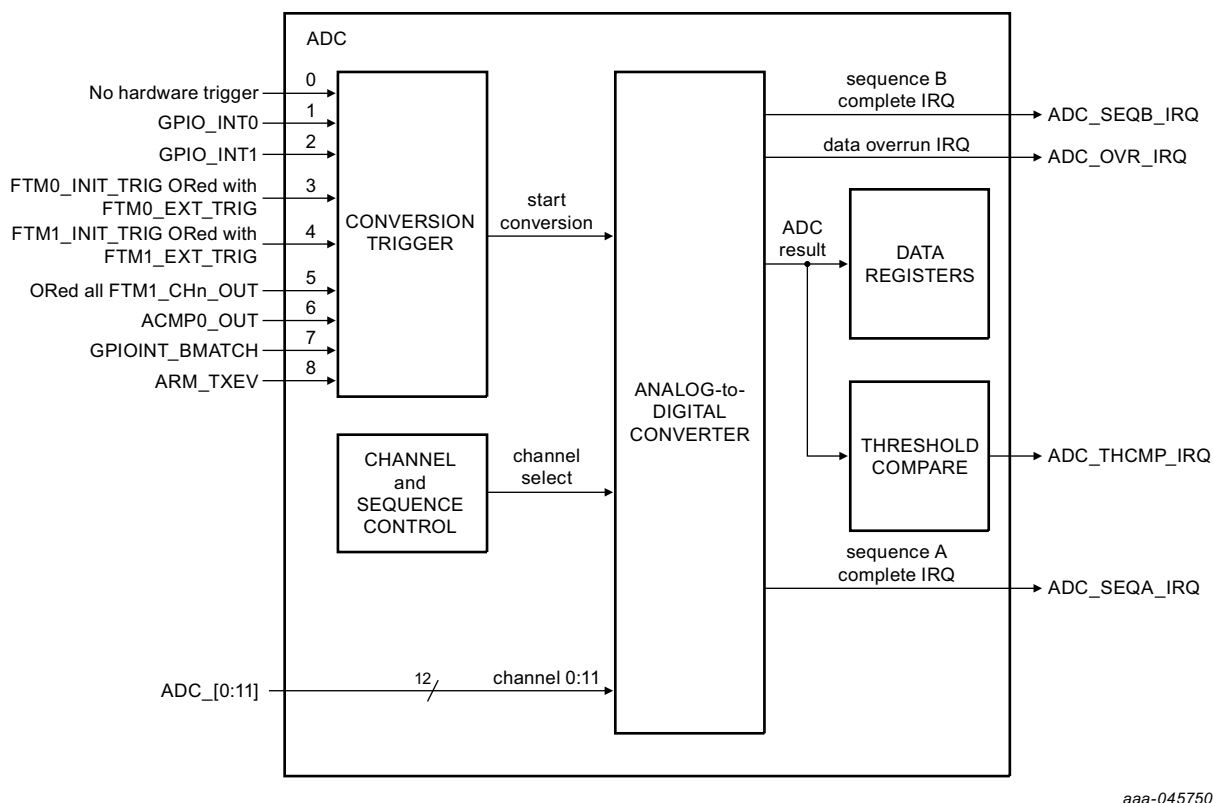 ADC
No hardware trigger
0
GPIO_INT0
1
GPIO_INT1
2
FTM0_INIT_TRIG ORed with
FTM0_EXT_TRIG
3
FTM1_INIT_TRIG ORed with
FTM1_EXT_TRIG
4
ORed all FTM1_CHn_OUT
5
ACMP0_OUT
6
GPIOINT_BMATCH
7
ARM_TXEV
8
CONVERSION
TRIGGER
start
conversion
CHANNEL
and
SEQUENCE
CONTROL
channel
select
ADC_[0:11]
12
channel 0:11
ANALOG-to-
DIGITAL
CONVERTER
sequence B
complete IRQ
ADC_SEQB_IRQ
data overrun IRQ
ADC_OVR_IRQ
ADC
result
DATA
REGISTERS
THRESHOLD
COMPARE
ADC_THCMP_IRQ
sequence A
complete IRQ
ADC_SEQA_IRQ
aaa-045750